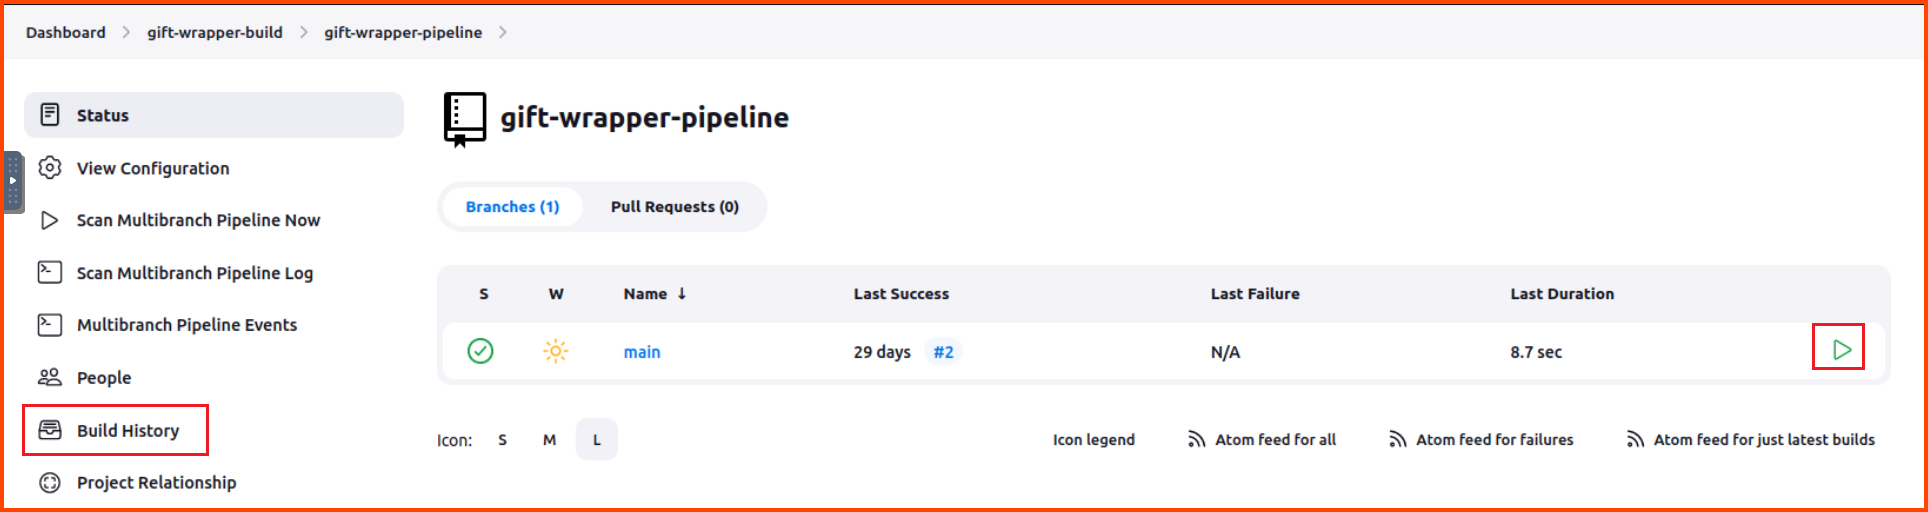 Dashboard > gift-wrapper-build > gift-wrapper-pipeline >
Status
View Configuration
Scan Multibranch Pipeline Now
Scan Multibranch Pipeline Log
Multibranch Pipeline Events
People
Build History
Project Relationship
gift-wrapper-pipeline
Branches (1) Pull Requests (0)
S W Name ↓ Last Success Last Failure Last Duration
main 29 days #2 N/A 8.7 sec
Icon: S M L Icon legend Atom feed for all Atom feed for failures Atom feed for just latest builds